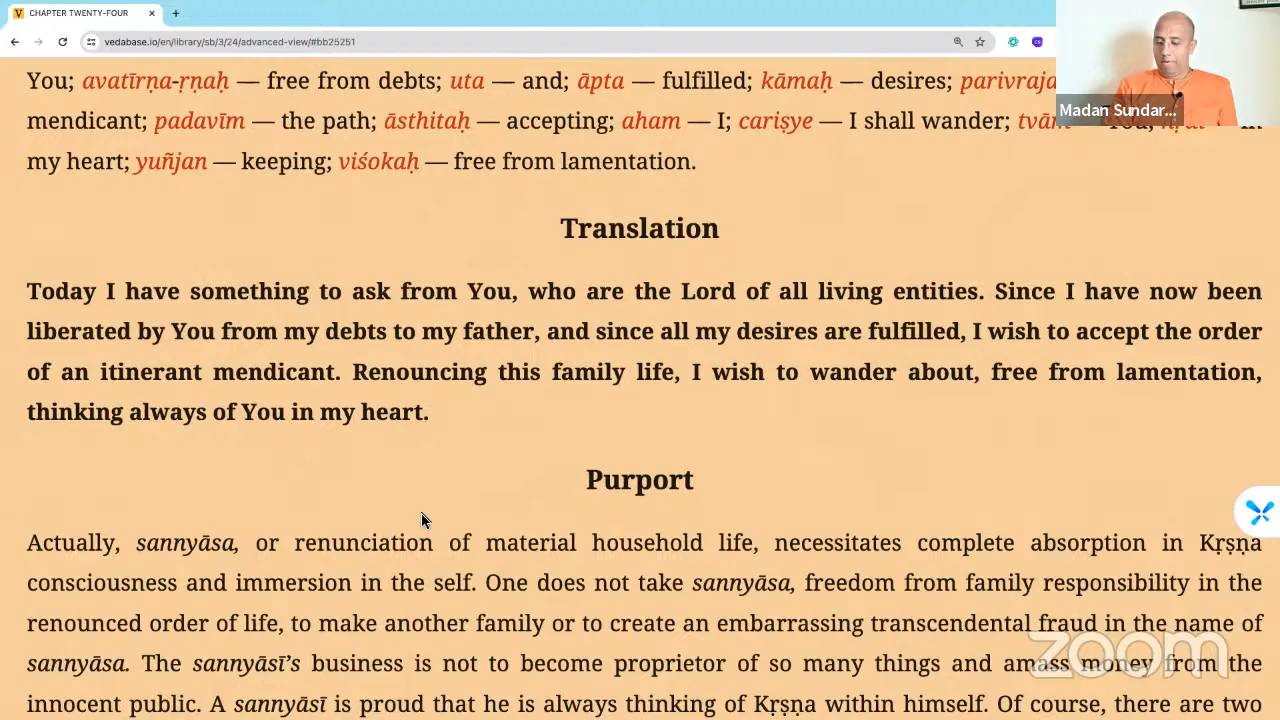 CHAPTER TWENTY-FOUR
vedabase.io/en/library/sb/3/24/advanced-view/#bb25251
You; avatīrṇa-ṛṇaḥ — free from debts; uta — and; āpta — fulfilled; kāmaḥ — desires; parivraja
mendicant; padavīm — the path; āsthitaḥ — accepting; aham — I; cariṣye — I shall wander; tvām
my heart; yuñjan — keeping; viśokaḥ — free from lamentation.
Madan Sundar...
Translation
Today I have something to ask from You, who are the Lord of all living entities. Since I have now been
liberated by You from my debts to my father, and since all my desires are fulfilled, I wish to accept the order
of an itinerant mendicant. Renouncing this family life, I wish to wander about, free from lamentation,
thinking always of You in my heart.
Purport
Actually, sannyāsa, or renunciation of material household life, necessitates complete absorption in Kṛṣṇa
consciousness and immersion in the self. One does not take sannyāsa, freedom from family responsibility in the
renounced order of life, to make another family or to create an embarrassing transcendental fraud in the name of
sannyāsa. The sannyāsī's business is not to become proprietor of so many things and amass money from the
innocent public. A sannyāsī is proud that he is always thinking of Kṛṣṇa within himself. Of course, there are two
zoom